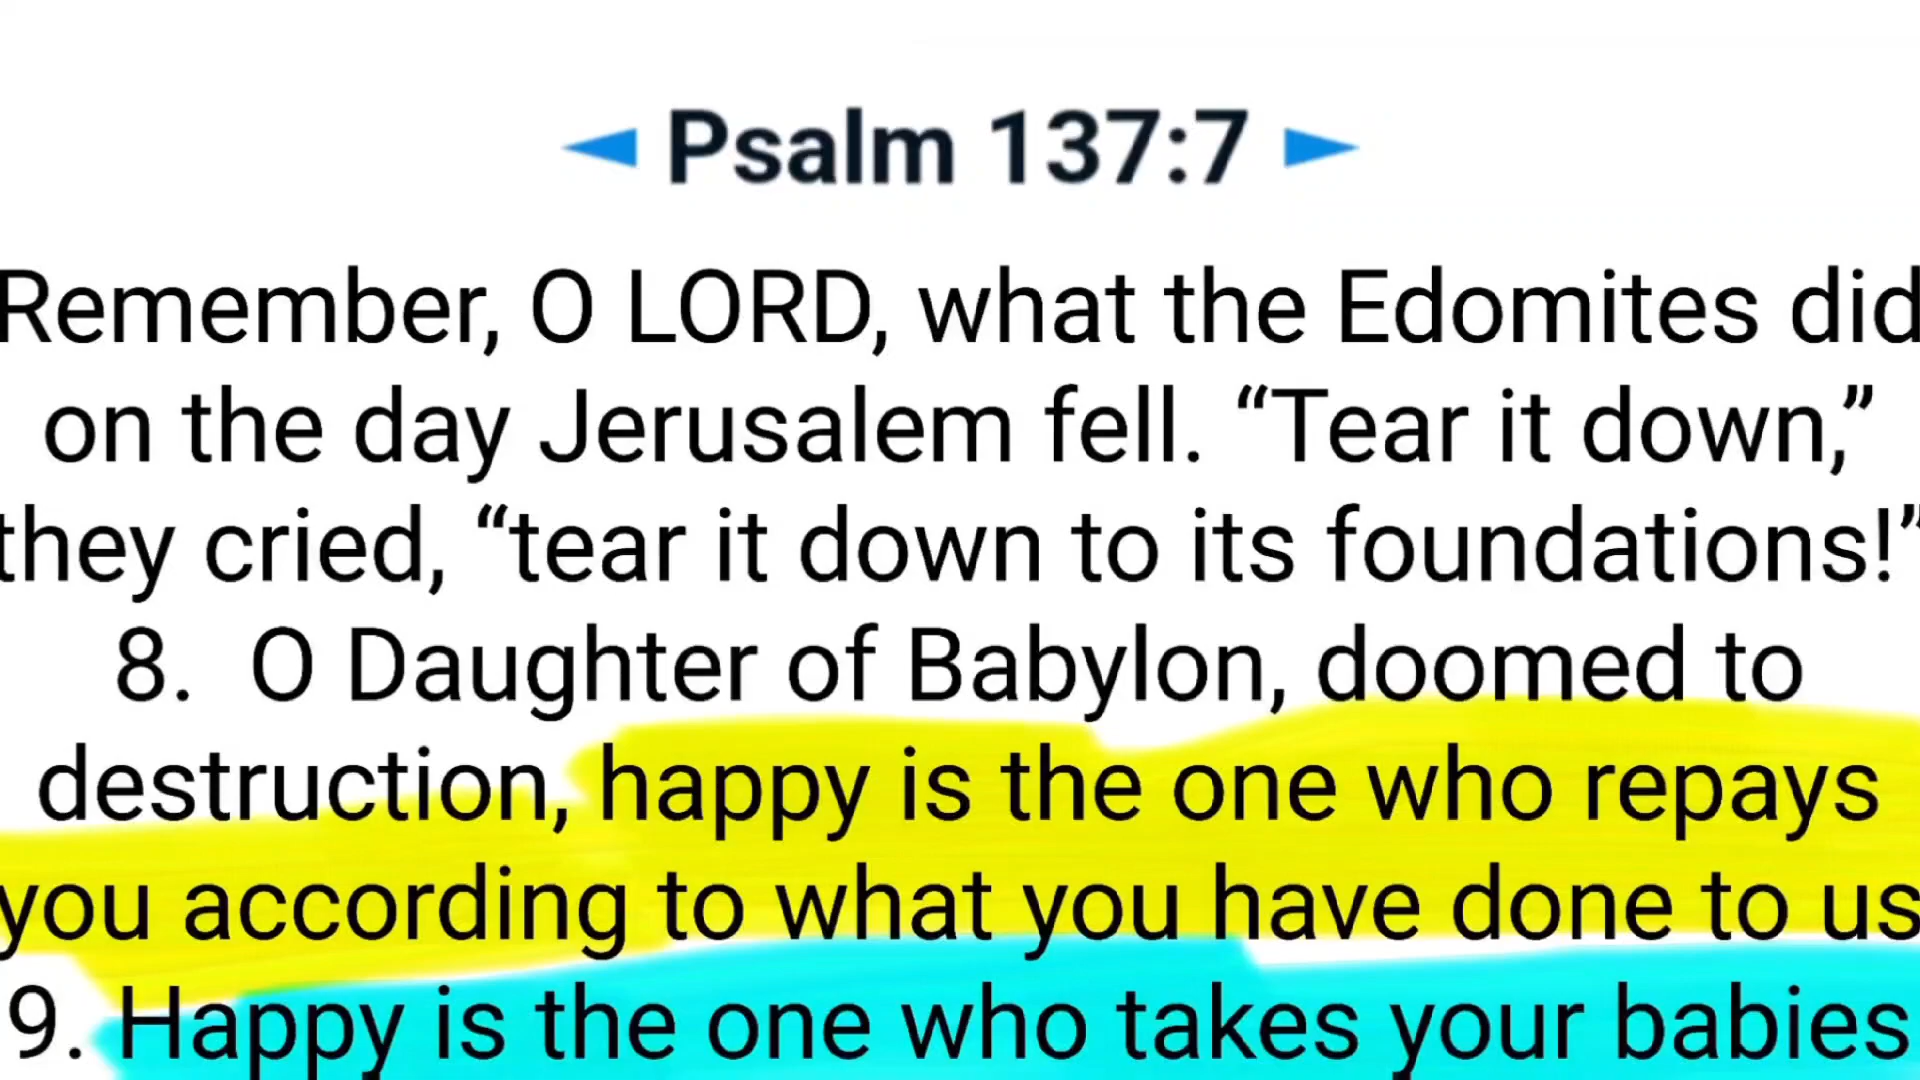 Psalm 137:7
Remember, O LORD, what the Edomites did
on the day Jerusalem fell. “Tear it down,”
they cried, “tear it down to its foundations!”
8. O Daughter of Babylon, doomed to
destruction, happy is the one who repays
you according to what you have done to us
9. Happy is the one who takes your babies